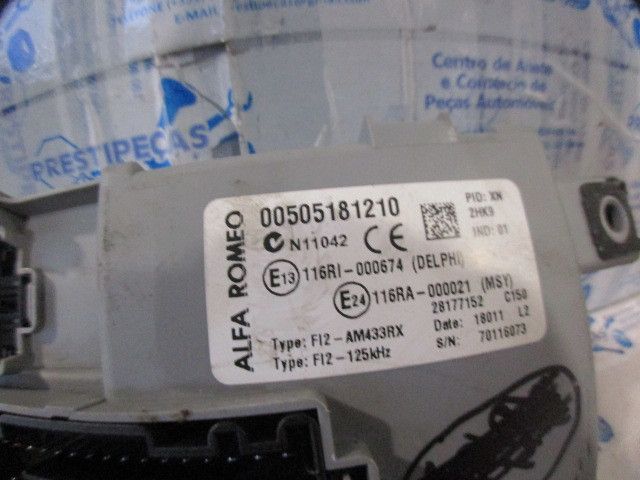 PRESTIPEÇAS
Centro de Abate
e Comércio de
Peças Automóveis
ALFA ROMEO
00505181210
N11042 CE
PID: XN
2HK9
IND: 01
E13 116RI-000674 (DELPHI)
E24 116RA-000021 (MSY)
28177152 C150
Type: FI2-AM433RX
Date: 18011 L2
Type: FI2-125kHz
S/N: 70116073